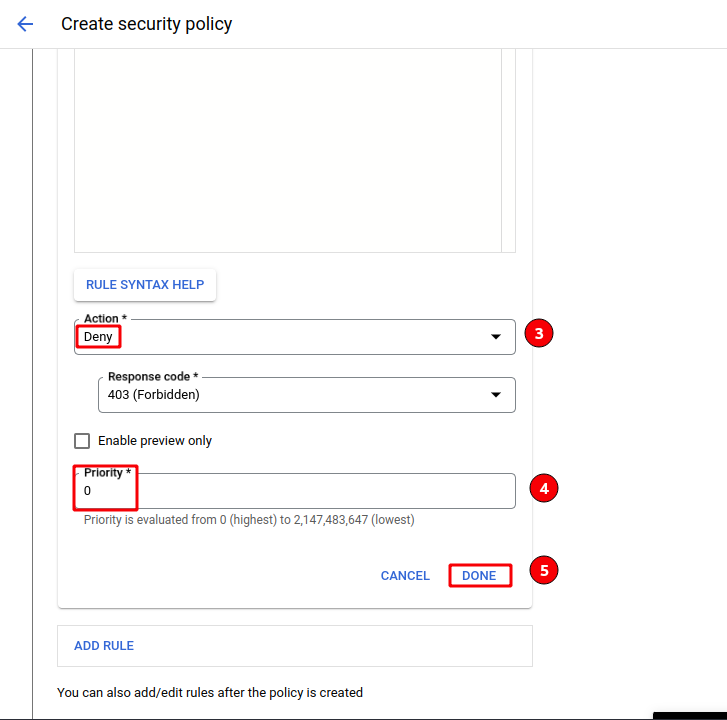 Create security policy
RULE SYNTAX HELP
Action *
Deny
3
Response code *
403 (Forbidden)
Enable preview only
Priority *
0
4
Priority is evaluated from 0 (highest) to 2,147,483,647 (lowest)
CANCEL DONE 5
ADD RULE
You can also add/edit rules after the policy is created